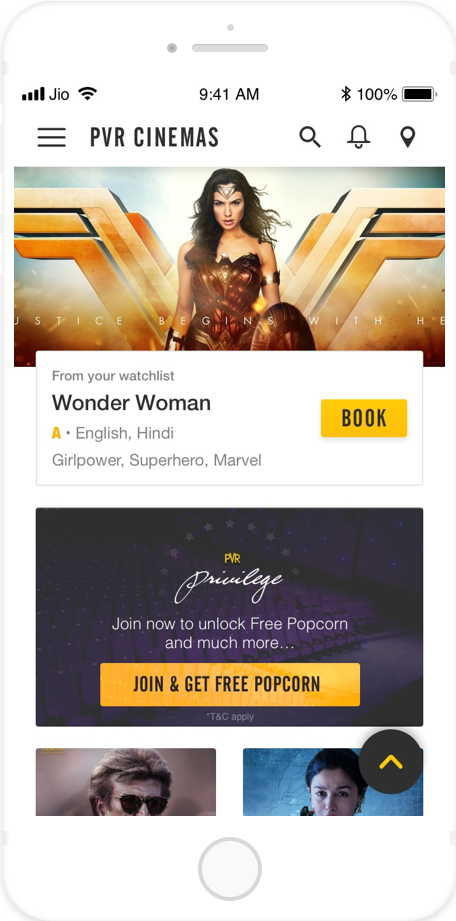 Jio 9:41 AM 100%
PVR CINEMAS
USTICE BEGINS WITH HE
From your watchlist
Wonder Woman
A • English, Hindi
BOOK
Girlpower, Superhero, Marvel
PVR
Privilege
Join now to unlock Free Popcorn
and much more...
JOIN & GET FREE POPCORN
*T&C apply